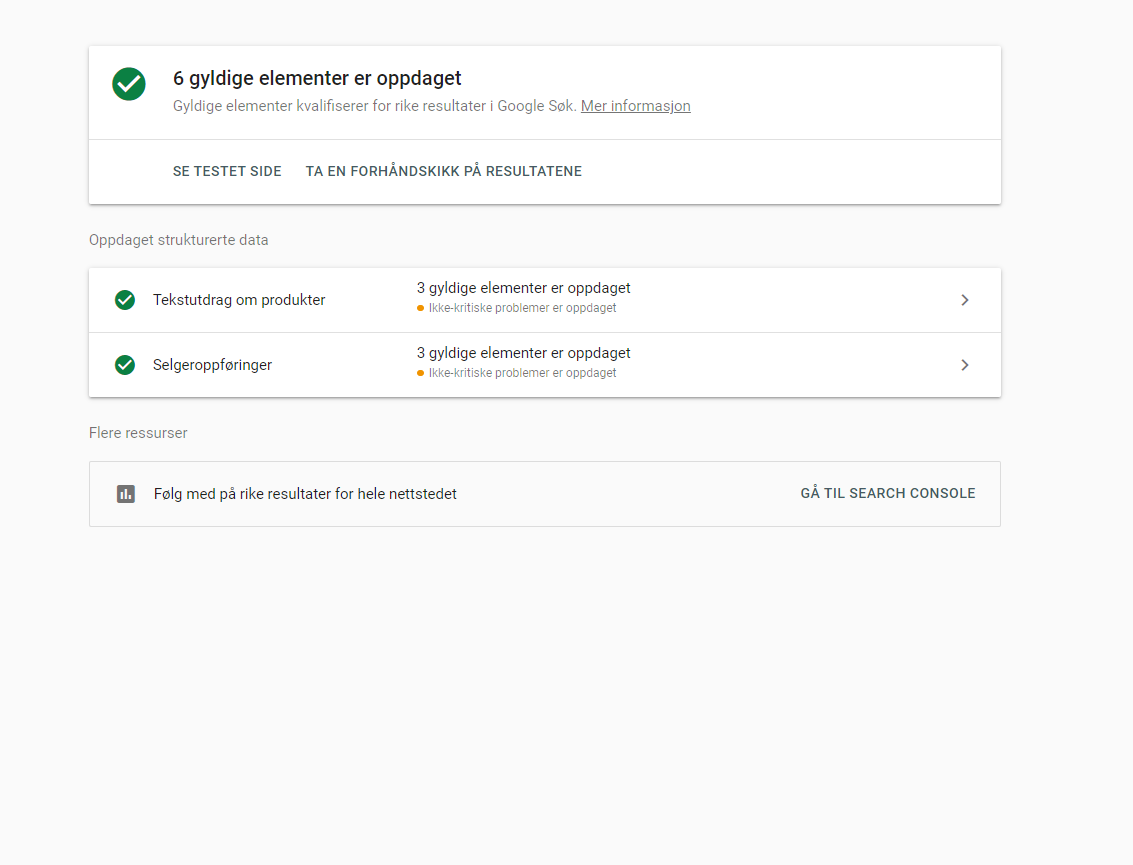 6 gyldige elementer er oppdaget
Gyldige elementer kvalifiserer for rike resultater i Google Søk. Mer informasjon
SE TESTET SIDE TA EN FORHÅNDSKIKK PÅ RESULTATENE
Oppdaget strukturerte data
Tekstutdrag om produkter
3 gyldige elementer er oppdaget
Ikke-kritiske problemer er oppdaget
Selgeroppføringer
3 gyldige elementer er oppdaget
Ikke-kritiske problemer er oppdaget
Flere ressurser
Følg med på rike resultater for hele nettstedet GÅ TIL SEARCH CONSOLE